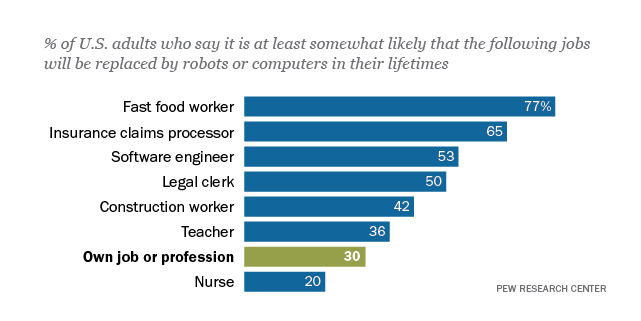 % of U.S. adults who say it is at least somewhat likely that the following jobs
will be replaced by robots or computers in their lifetimes
Fast food worker 77%
Insurance claims processor 65
Software engineer 53
Legal clerk 50
Construction worker 42
Teacher 36
Own job or profession 30
Nurse 20
PEW RESEARCH CENTER